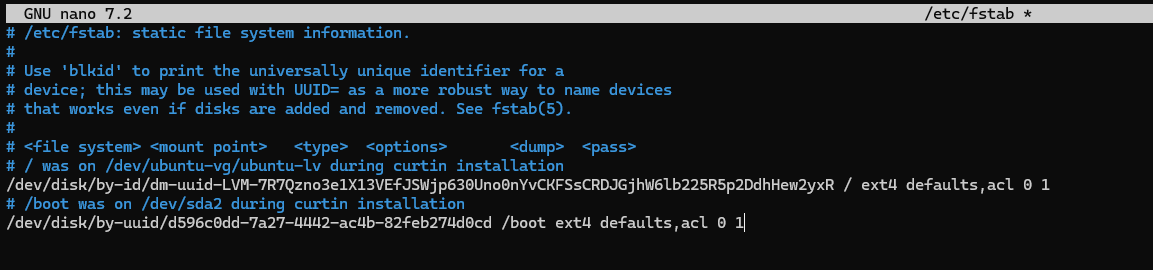 GNU nano 7.2 /etc/fstab *
# /etc/fstab: static file system information.
#
# Use 'blkid' to print the universally unique identifier for a
# device; this may be used with UUID= as a more robust way to name devices
# that works even if disks are added and removed. See fstab(5).
#
# <file system> <mount point>   <type>  <options>       <dump>  <pass>
# / was on /dev/ubuntu-vg/ubuntu-lv during curtin installation
/dev/disk/by-id/dm-uuid-LVM-7R7Qzno3e1X13VEfJSWjp630Uno0nYvCKFSsCRDJGjhW6lb225R5p2DdhHew2yxR / ext4 defaults,acl 0 1
# /boot was on /dev/sda2 during curtin installation
/dev/disk/by-uuid/d596c0dd-7a27-4442-ac4b-82feb274d0cd /boot ext4 defaults,acl 0 1